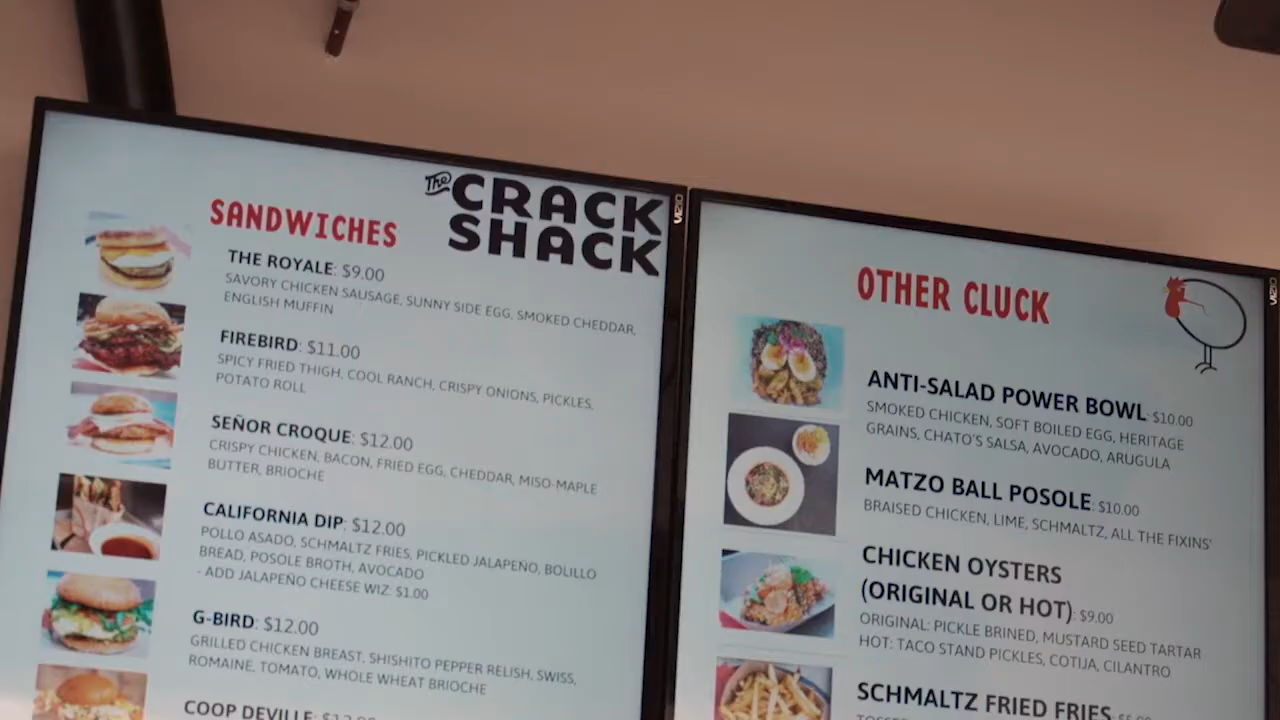 The CRACK
SHACK
SANDWICHES
THE ROYALE: $9.00
SAVORY CHICKEN SAUSAGE, SUNNY SIDE EGG, SMOKED CHEDDAR,
ENGLISH MUFFIN
FIREBIRD: $11.00
SPICY FRIED THIGH, COOL RANCH, CRISPY ONIONS, PICKLES,
POTATO ROLL
SEÑOR CROQUE: $12.00
CRISPY CHICKEN, BACON, FRIED EGG, CHEDDAR, MISO-MAPLE
BUTTER, BRIOCHE
CALIFORNIA DIP: $12.00
POLLO ASADO, SCHMALTZ FRIES, PICKLED JALAPEÑO, BOLILLO
BREAD, POSOLE BROTH, AVOCADO
- ADD JALAPEÑO CHEESE WIZ: $1.00
G-BIRD: $12.00
GRILLED CHICKEN BREAST, SHISHITO PEPPER RELISH, SWISS,
ROMAINE, TOMATO, WHOLE WHEAT BRIOCHE
COOP DEVILLE:
VIZIO
OTHER CLUCK
ANTI-SALAD POWER BOWL: $10.00
SMOKED CHICKEN, SOFT BOILED EGG, HERITAGE
GRAINS, CHATO'S SALSA, AVOCADO, ARUGULA
MATZO BALL POSOLE: $10.00
BRAISED CHICKEN, LIME, SCHMALTZ, ALL THE FIXINS'
CHICKEN OYSTERS
(ORIGINAL OR HOT): $9.00
ORIGINAL: PICKLE BRINED, MUSTARD SEED TARTAR
HOT: TACO STAND PICKLES, COTIJA, CILANTRO
SCHMALTZ FRIED FRIES
VIZIO